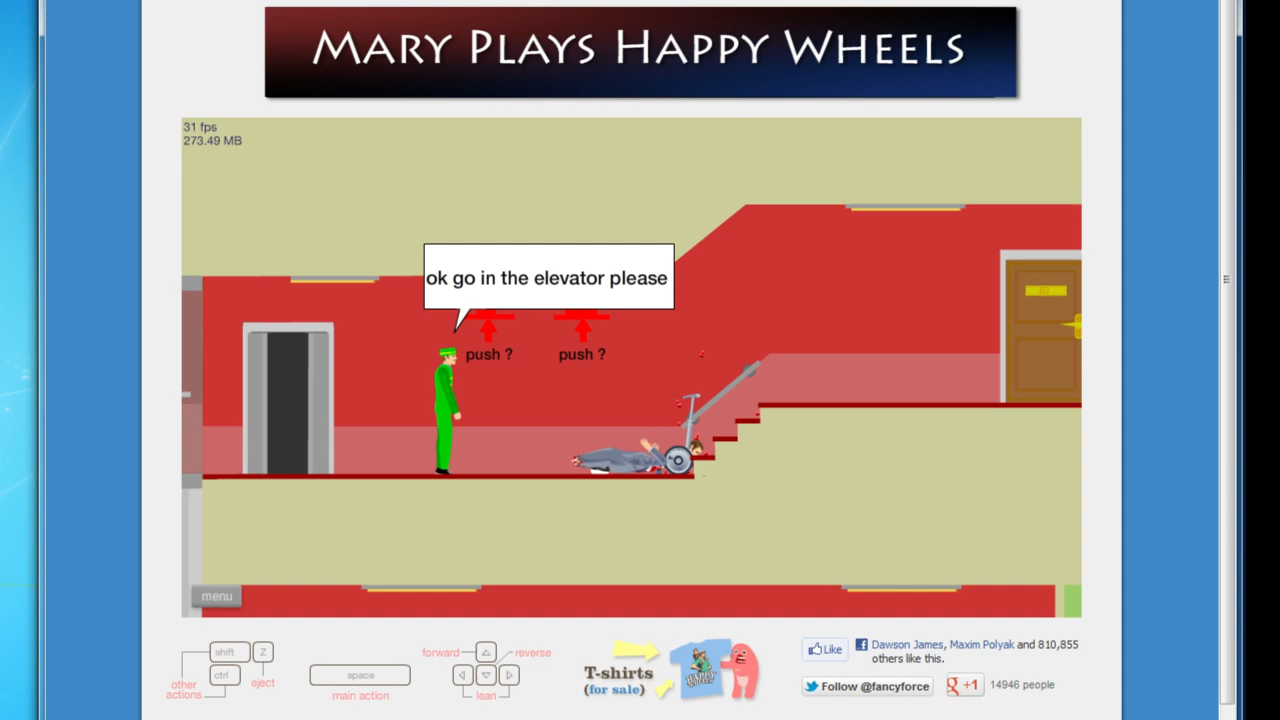 MARY PLAYS HAPPY WHEELS
31 fps
273.49 MB
ok go in the elevator please
push ?
push ?
menu
shift
Z
ctrl
other
actions
eject
space
main action
forward
reverse
lean
T-shirts
(for sale)
Like
Dawson James, Maxim Polyak and 810,855
others like this.
Follow @fancyforce
+1
14946 people